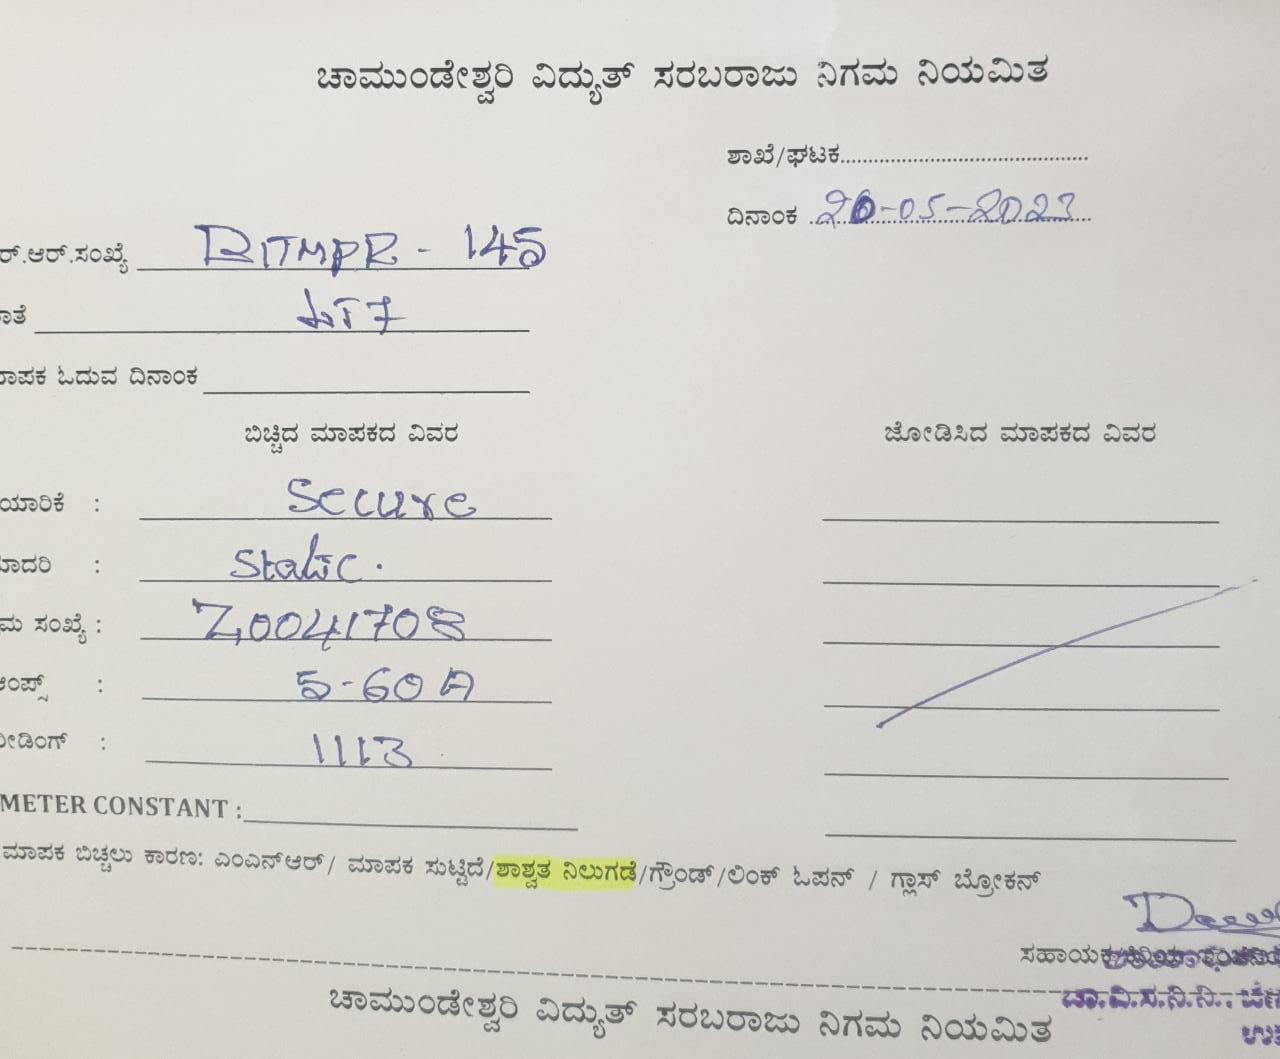 ಚಾಮುಂಡೇಶ್ವರಿ ವಿದ್ಯುತ್ ಸರಬರಾಜು ನಿಗಮ ನಿಯಮಿತ
ಶಾಖೆ/ಘಟಕ
ದಿನಾಂಕ 20-05-2023
ರ್.ಆರ್.ಸಂಖ್ಯೆ BITMPR - 145
ಾತೆ LT7
ಾಪಕ ಓದುವ ದಿನಾಂಕ
ಬಿಚ್ಚಿದ ಮಾಪಕದ ವಿವರ ಜೋಡಿಸಿದ ಮಾಪಕದ ವಿವರ
ಯಾರಿಕೆ : Secure
ಾದರಿ : Static.
ಮ ಸಂಖ್ಯೆ : Z0041708
ಆಂಪ್ಸ್ : 5-60A
ೀಡಿಂಗ್ : 1113
METER CONSTANT :
ಮಾಪಕ ಬಿಚ್ಚಲು ಕಾರಣ: ಎಂಎನ್ಆರ್/ ಮಾಪಕ ಸುಟ್ಟಿದೆ/ಶಾಶ್ವತ ನಿಲುಗಡೆ/ಗ್ರೌಂಡ್/ಲಿಂಕ್ ಓಪನ್ / ಗ್ಲಾಸ್ ಬ್ರೋಕನ್
ಸಹಾಯಕ
ಚಾ.ವಿ.ಸ.ನಿ.ನಿ.
ಚಾಮುಂಡೇಶ್ವರಿ ವಿದ್ಯುತ್ ಸರಬರಾಜು ನಿಗಮ ನಿಯಮಿತ